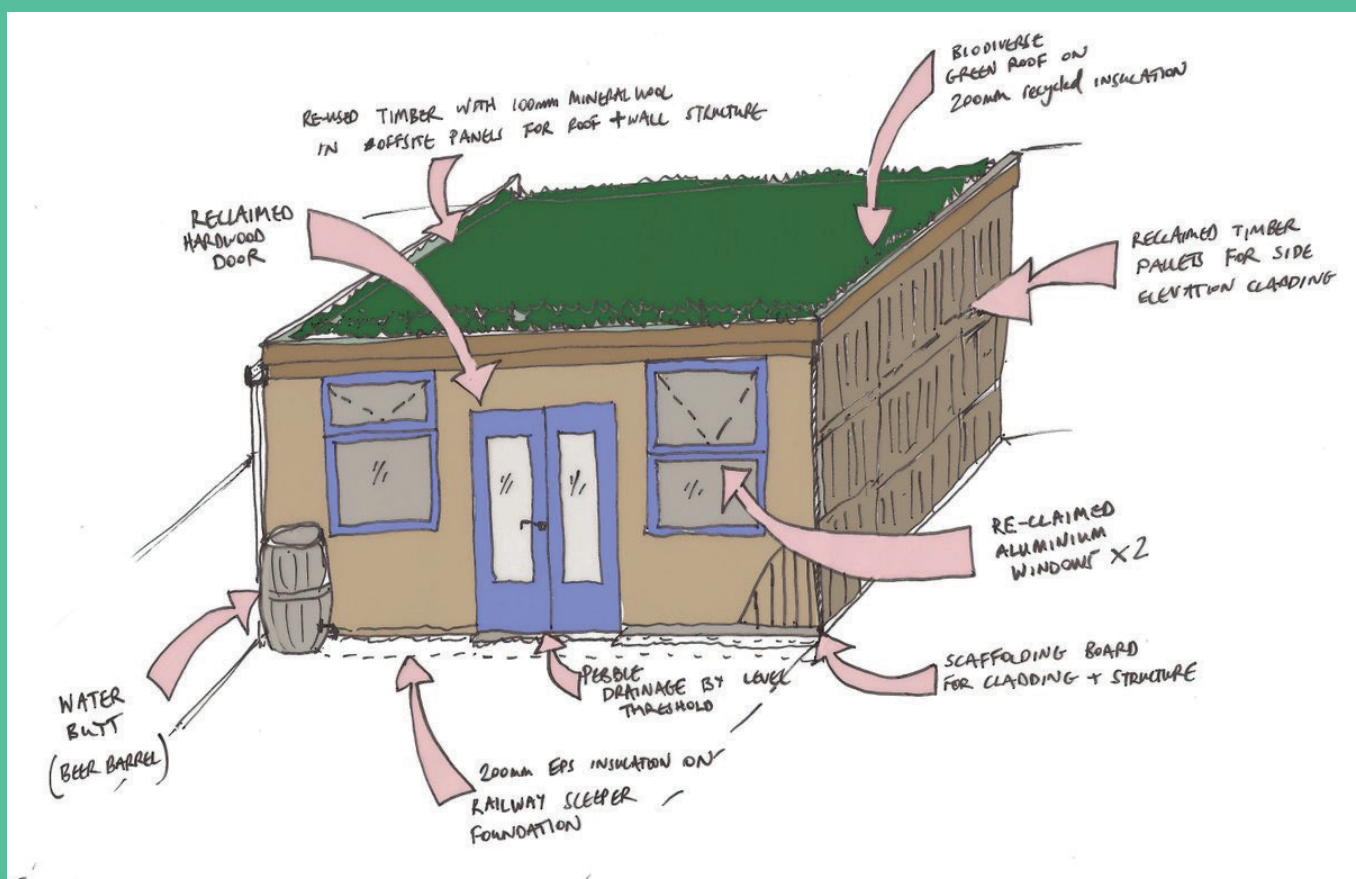 RE-USED TIMBER WITH 100mm MINERAL WOOL
IN OFFSITE PANELS FOR ROOF + WALL STRUCTURE
BIODIVERSE
GREEN ROOF ON
200mm recycled INSULATION
RECLAIMED
HARDWOOD
DOOR
RECLAIMED TIMBER
PALLETS FOR SIDE
ELEVATION CLADDING
RE-CLAIMED
ALUMINIUM
WINDOWS X2
SCAFFOLDING BOARD
FOR CLADDING + STRUCTURE
PEBBLE
DRAINAGE BY LEVEL
THRESHOLD
WATER
BUTT
(BEER BARREL)
200mm EPS INSULATION ON
RAILWAY SLEEPER
FOUNDATION